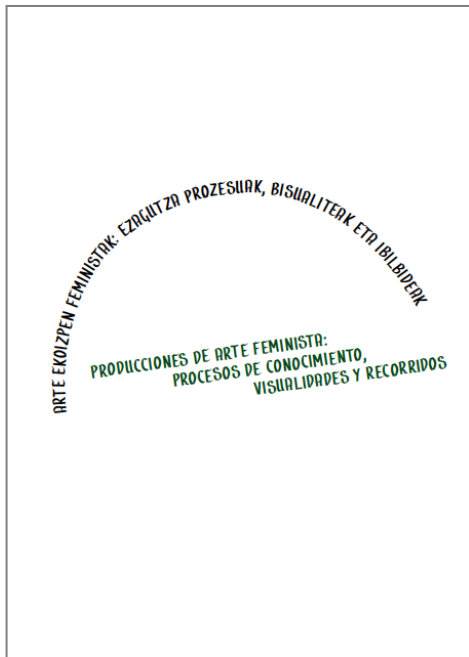 ARTE EKOIZPEN FEMINISTAK: EZAGUTZA PROZESUAK, BISUALITEAK ETA IBILBIDEAK
PRODUCCIONES DE ARTE FEMINISTA:
PROCESOS DE CONOCIMIENTO,
VISUALIDADES Y RECORRIDOS